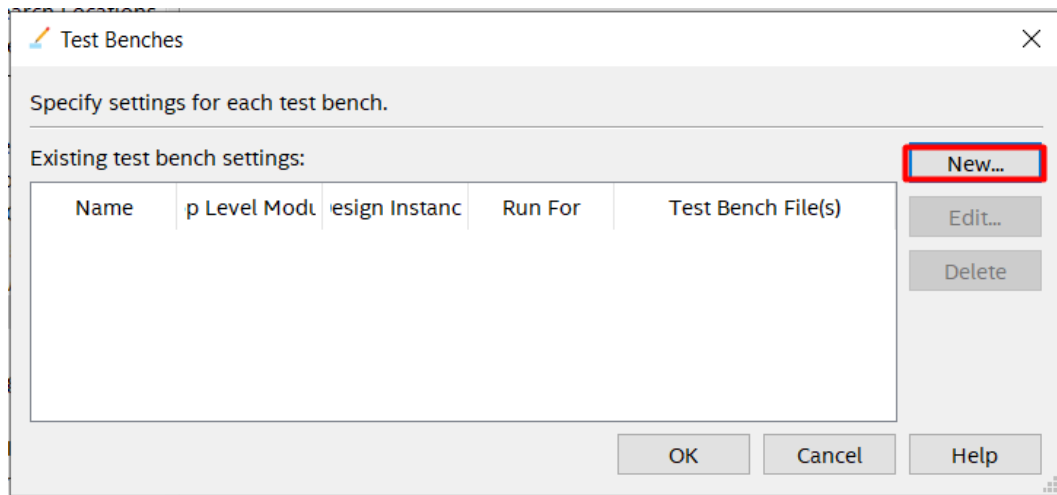 Test Benches
Specify settings for each test bench.
Existing test bench settings:
New...
Name p Level Modu esign Instanc Run For Test Bench File(s)
Edit...
Delete
OK Cancel Help